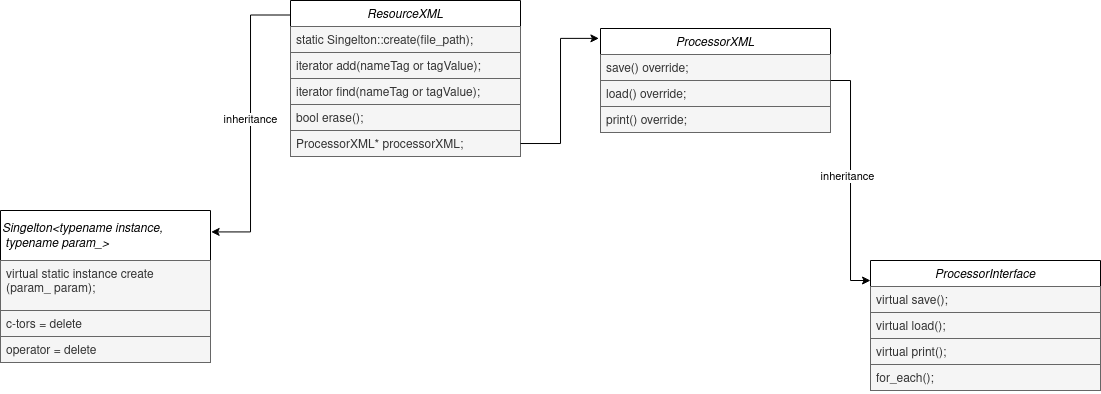 ResourceXML
static Singelton::create(file_path);
iterator add(nameTag or tagValue);
iterator find(nameTag or tagValue);
bool erase();
ProcessorXML* processorXML;
inheritance
ProcessorXML
save() override;
load() override;
print() override;
inheritance
Singelton<typename instance,
typename param_>
virtual static instance create
(param_ param);
c-tors = delete
operator = delete
ProcessorInterface
virtual save();
virtual load();
virtual print();
for_each();